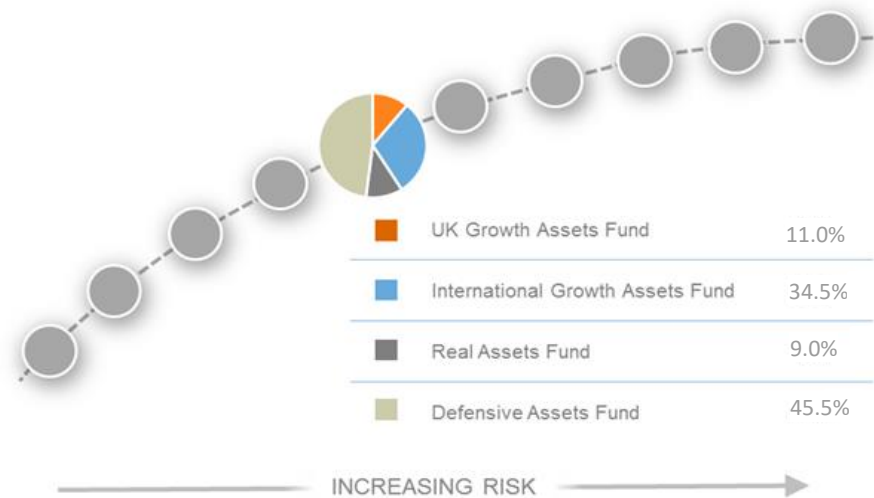 UK Growth Assets Fund 11.0%
International Growth Assets Fund 34.5%
Real Assets Fund 9.0%
Defensive Assets Fund 45.5%
INCREASING RISK